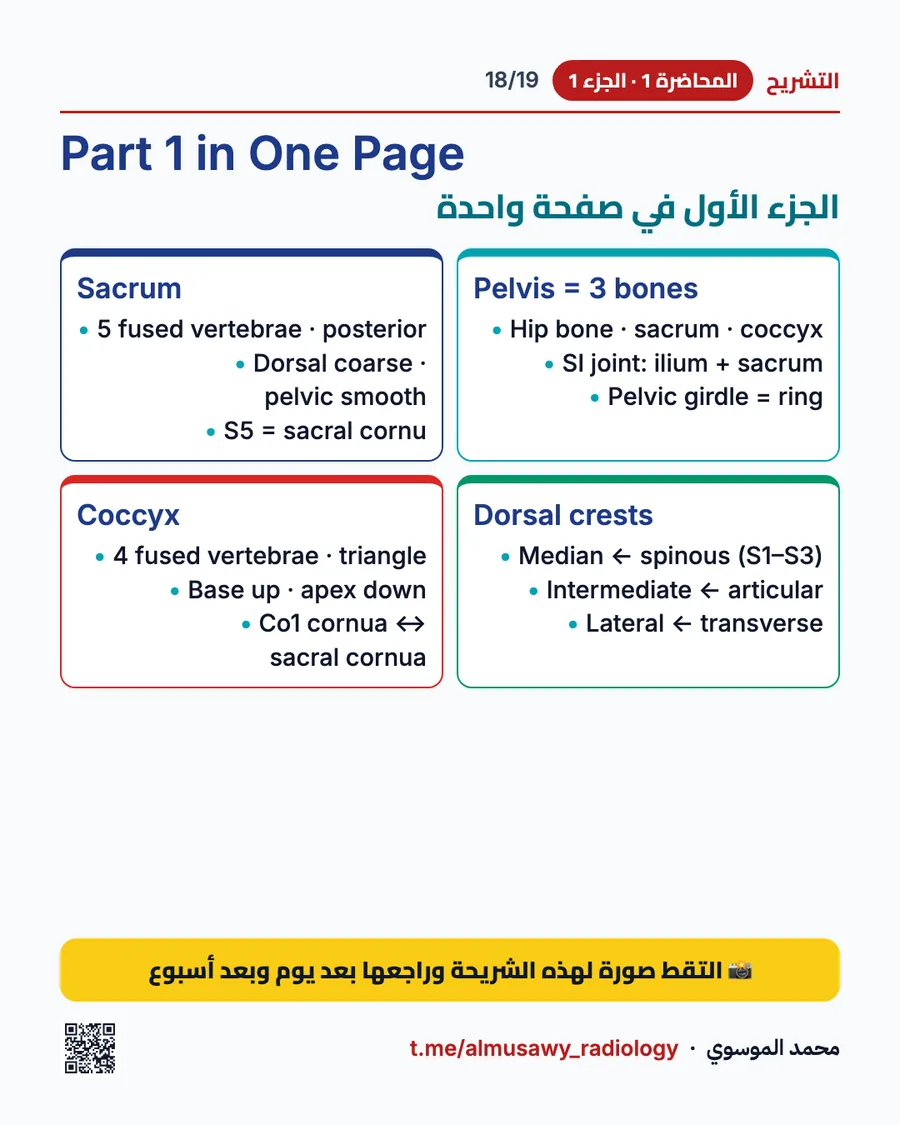 التشريح
المحاضرة 1 · الجزء 1
18/19
Part 1 in One Page
الجزء الأول في صفحة واحدة
Sacrum
• 5 fused vertebrae · posterior
• Dorsal coarse ·
pelvic smooth
• S5 = sacral cornu
Pelvis = 3 bones
• Hip bone · sacrum · coccyx
• SI joint: ilium + sacrum
• Pelvic girdle = ring
Coccyx
• 4 fused vertebrae · triangle
• Base up · apex down
• Co1 cornua ↔
sacral cornua
Dorsal crests
• Median ← spinous (S1–S3)
• Intermediate ← articular
• Lateral ← transverse
📸 التقط صورة لهذه الشريحة وراجعها بعد يوم وبعد أسبوع
محمد الموسوي · t.me/almusawy_radiology